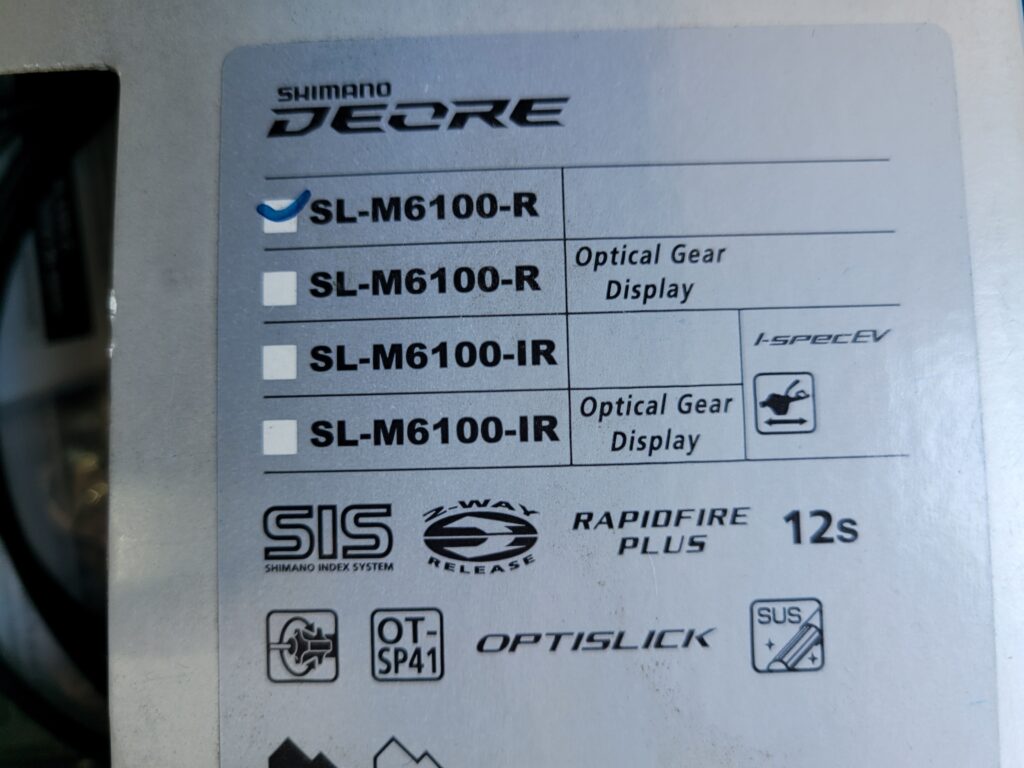 SHIMANO
DEORE
SL-M6100-R
SL-M6100-R
Optical Gear
Display
SL-M6100-IR
I-SPEC EV
SL-M6100-IR
Optical Gear
Display
SIS
SHIMANO INDEX SYSTEM
2-WAY
RELEASE
RAPIDFIRE
PLUS
12s
OT-
SP41
OPTISLICK
SUS